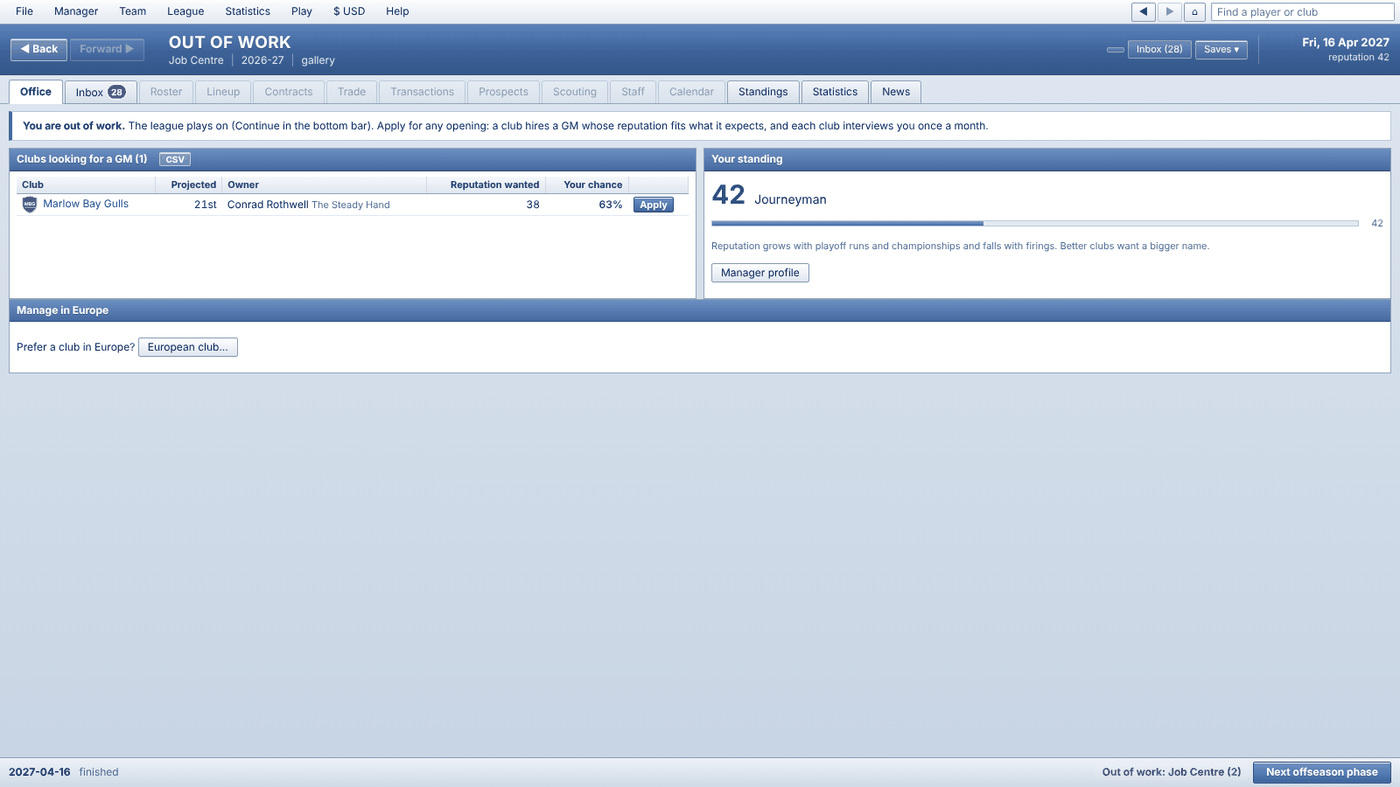 File Manager Team League Statistics Play $ USD Help
◀ ▶ ⌂ Find a player or club
◀ Back Forward ▶
OUT OF WORK
Job Centre | 2026-27 | gallery
Inbox (28) Saves ▾
Fri, 16 Apr 2027
reputation 42
Office Inbox 28 Roster Lineup Contracts Trade Transactions Prospects Scouting Staff Calendar Standings Statistics News
You are out of work. The league plays on (Continue in the bottom bar). Apply for any opening: a club hires a GM whose reputation fits what it expects, and each club interviews you once a month.
Clubs looking for a GM (1) CSV
Club Projected Owner Reputation wanted Your chance
MBG Marlow Bay Gulls 21st Conrad Rothwell The Steady Hand 38 63% Apply
Your standing
42 Journeyman
42
Reputation grows with playoff runs and championships and falls with firings. Better clubs want a bigger name.
Manager profile
Manage in Europe
Prefer a club in Europe? European club...
2027-04-16 finished
Out of work: Job Centre (2) Next offseason phase